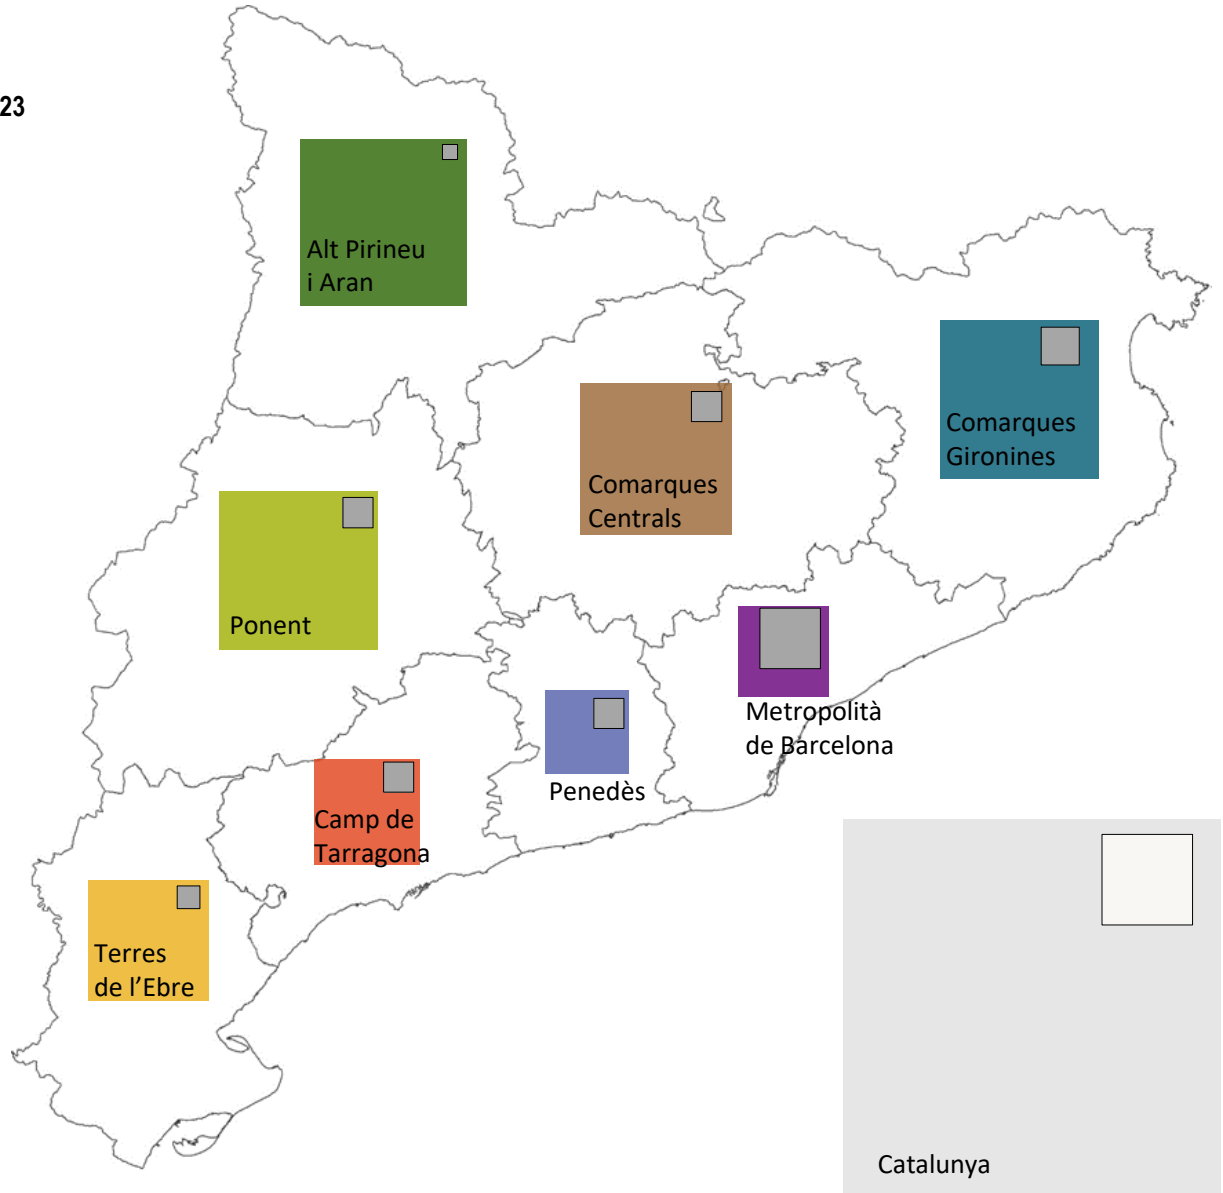 23
Alt Pirineu
i Aran
Comarques
Gironines
Comarques
Centrals
Ponent
Metropolità
de Barcelona
Penedès
Camp de
Tarragona
Terres
de l’Ebre
Catalunya